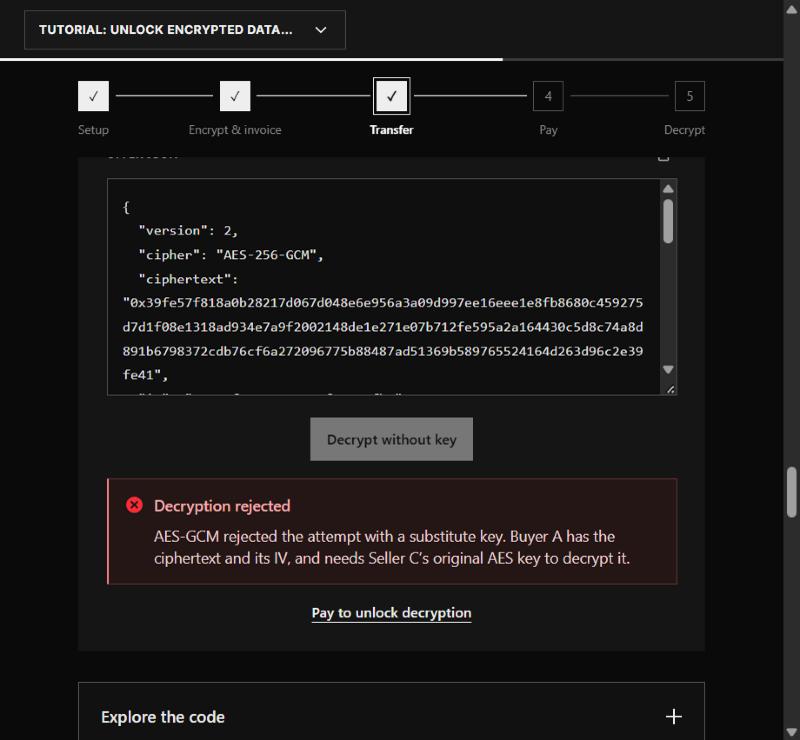 TUTORIAL: UNLOCK ENCRYPTED DATA...
✓ ✓ ✓ 4 5
Setup Encrypt & invoice Transfer Pay Decrypt
{
"version": 2,
"cipher": "AES-256-GCM",
"ciphertext":
"0x39fe57f818a0b28217d067d048e6e956a3a09d997ee16eee1e8fb8680c459275
d7d1f08e1318ad934e7a9f2002148de1e271e07b712fe595a2a164430c5d8c74a8d
891b6798372cdb76cf6a272096775b88487ad51369b589765524164d263d96c2e39
fe41",
Decrypt without key
Decryption rejected
AES-GCM rejected the attempt with a substitute key. Buyer A has the
ciphertext and its IV, and needs Seller C’s original AES key to decrypt it.
Pay to unlock decryption
Explore the code